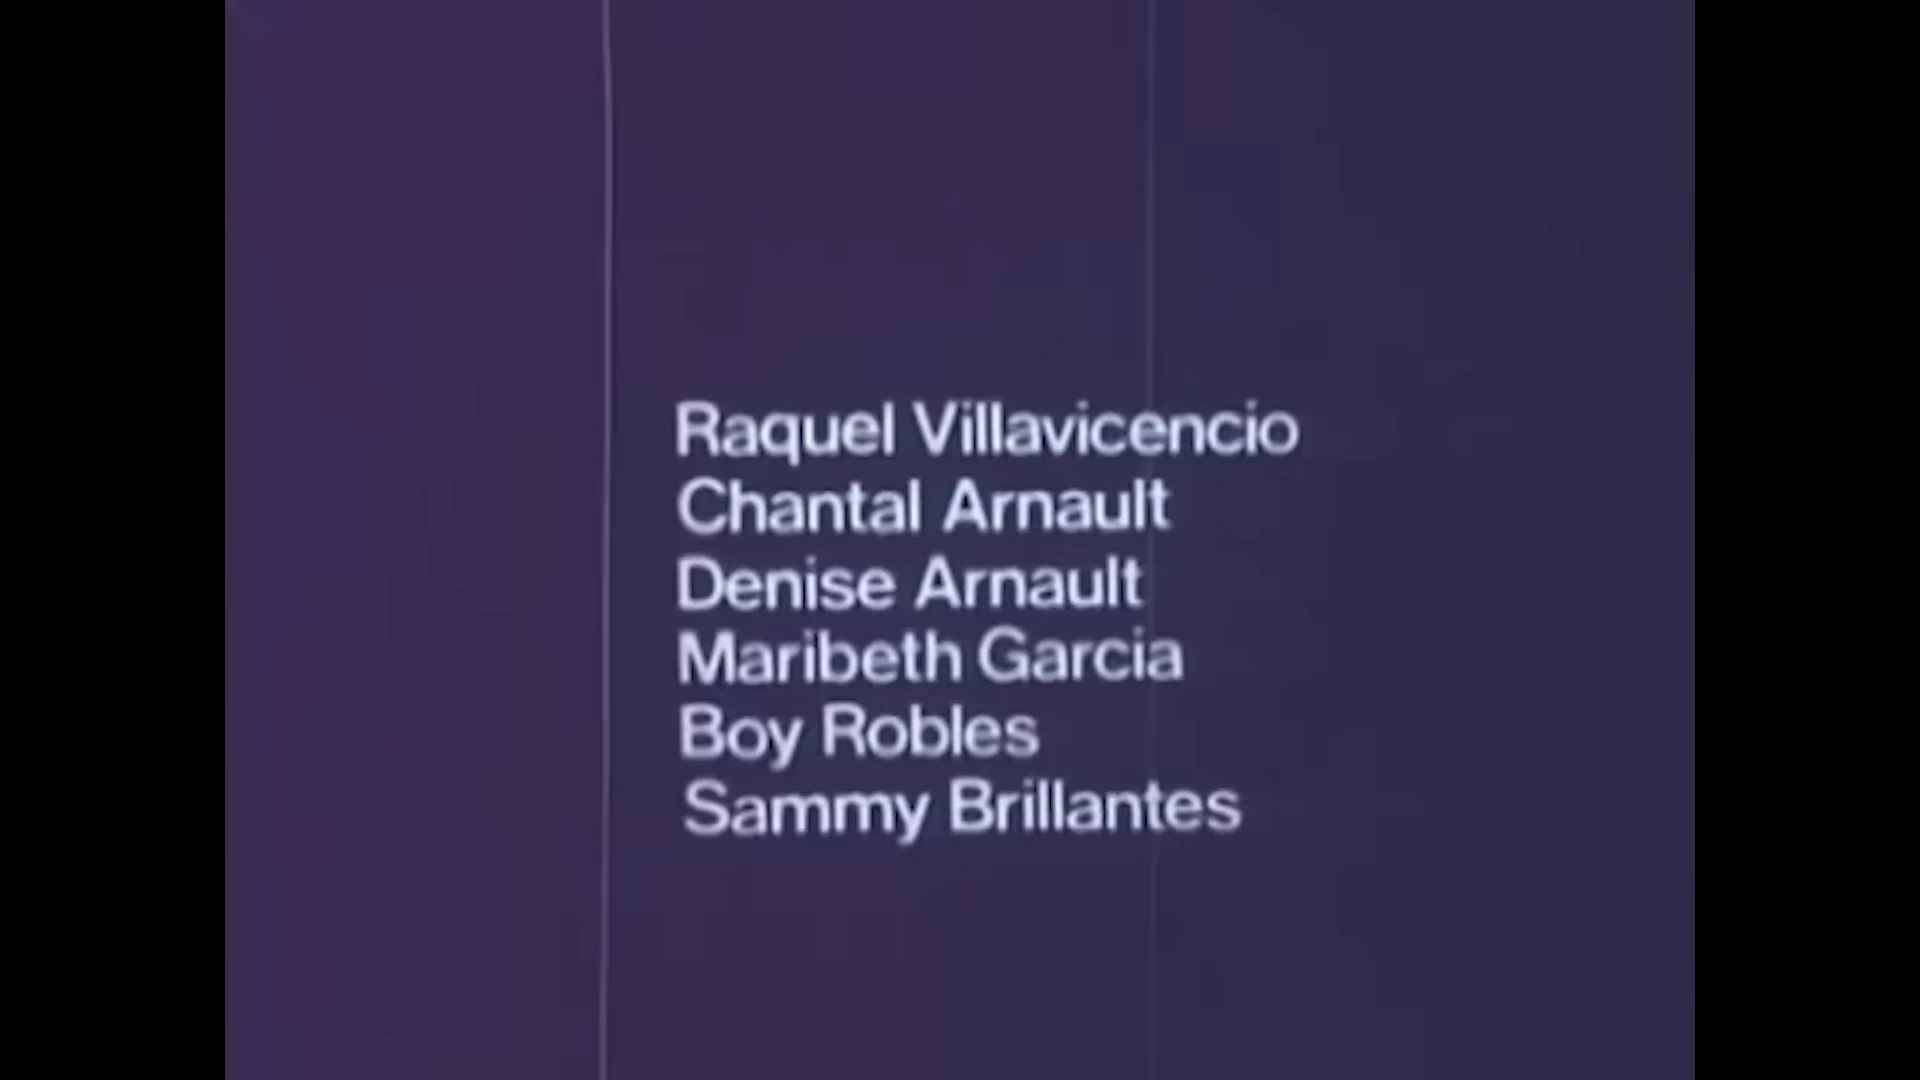 Raquel Villavicencio
Chantal Arnault
Denise Arnault
Maribeth Garcia
Boy Robles
Sammy Brillantes